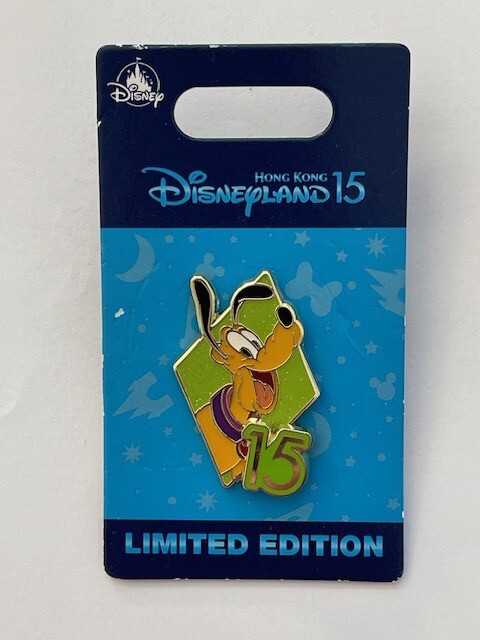 Disney
HONG KONG
DISNEYLAND 15
15
LIMITED EDITION